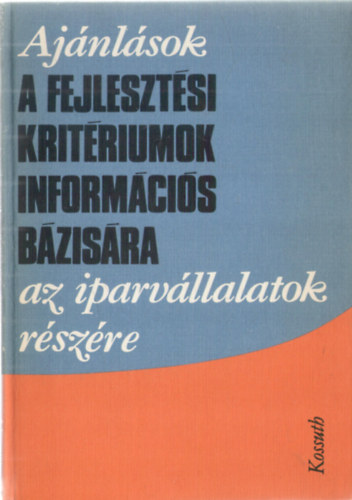 Ajánlások
A FEJLESZTÉSI
KRITÉRIUMOK
INFORMÁCIÓS
BÁZISÁRA
az iparvállalatok
részére
Kossuth